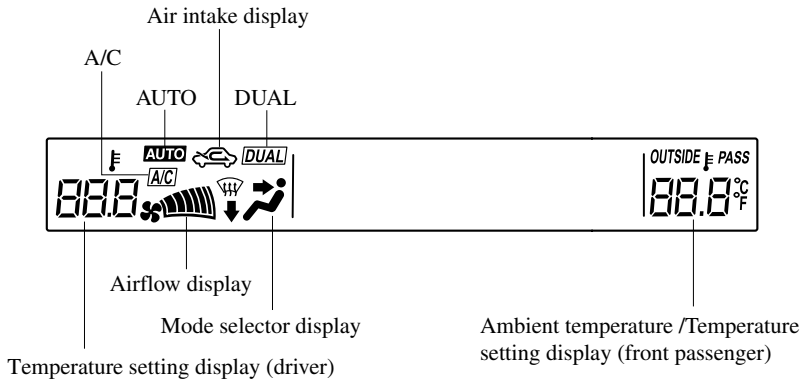 Air intake display
A/C
AUTO
DUAL
AUTO
DUAL
A/C
88.8
OUTSIDE
PASS
88.8
°C
°F
Airflow display
Mode selector display
Temperature setting display (driver)
Ambient temperature /Temperature
setting display (front passenger)